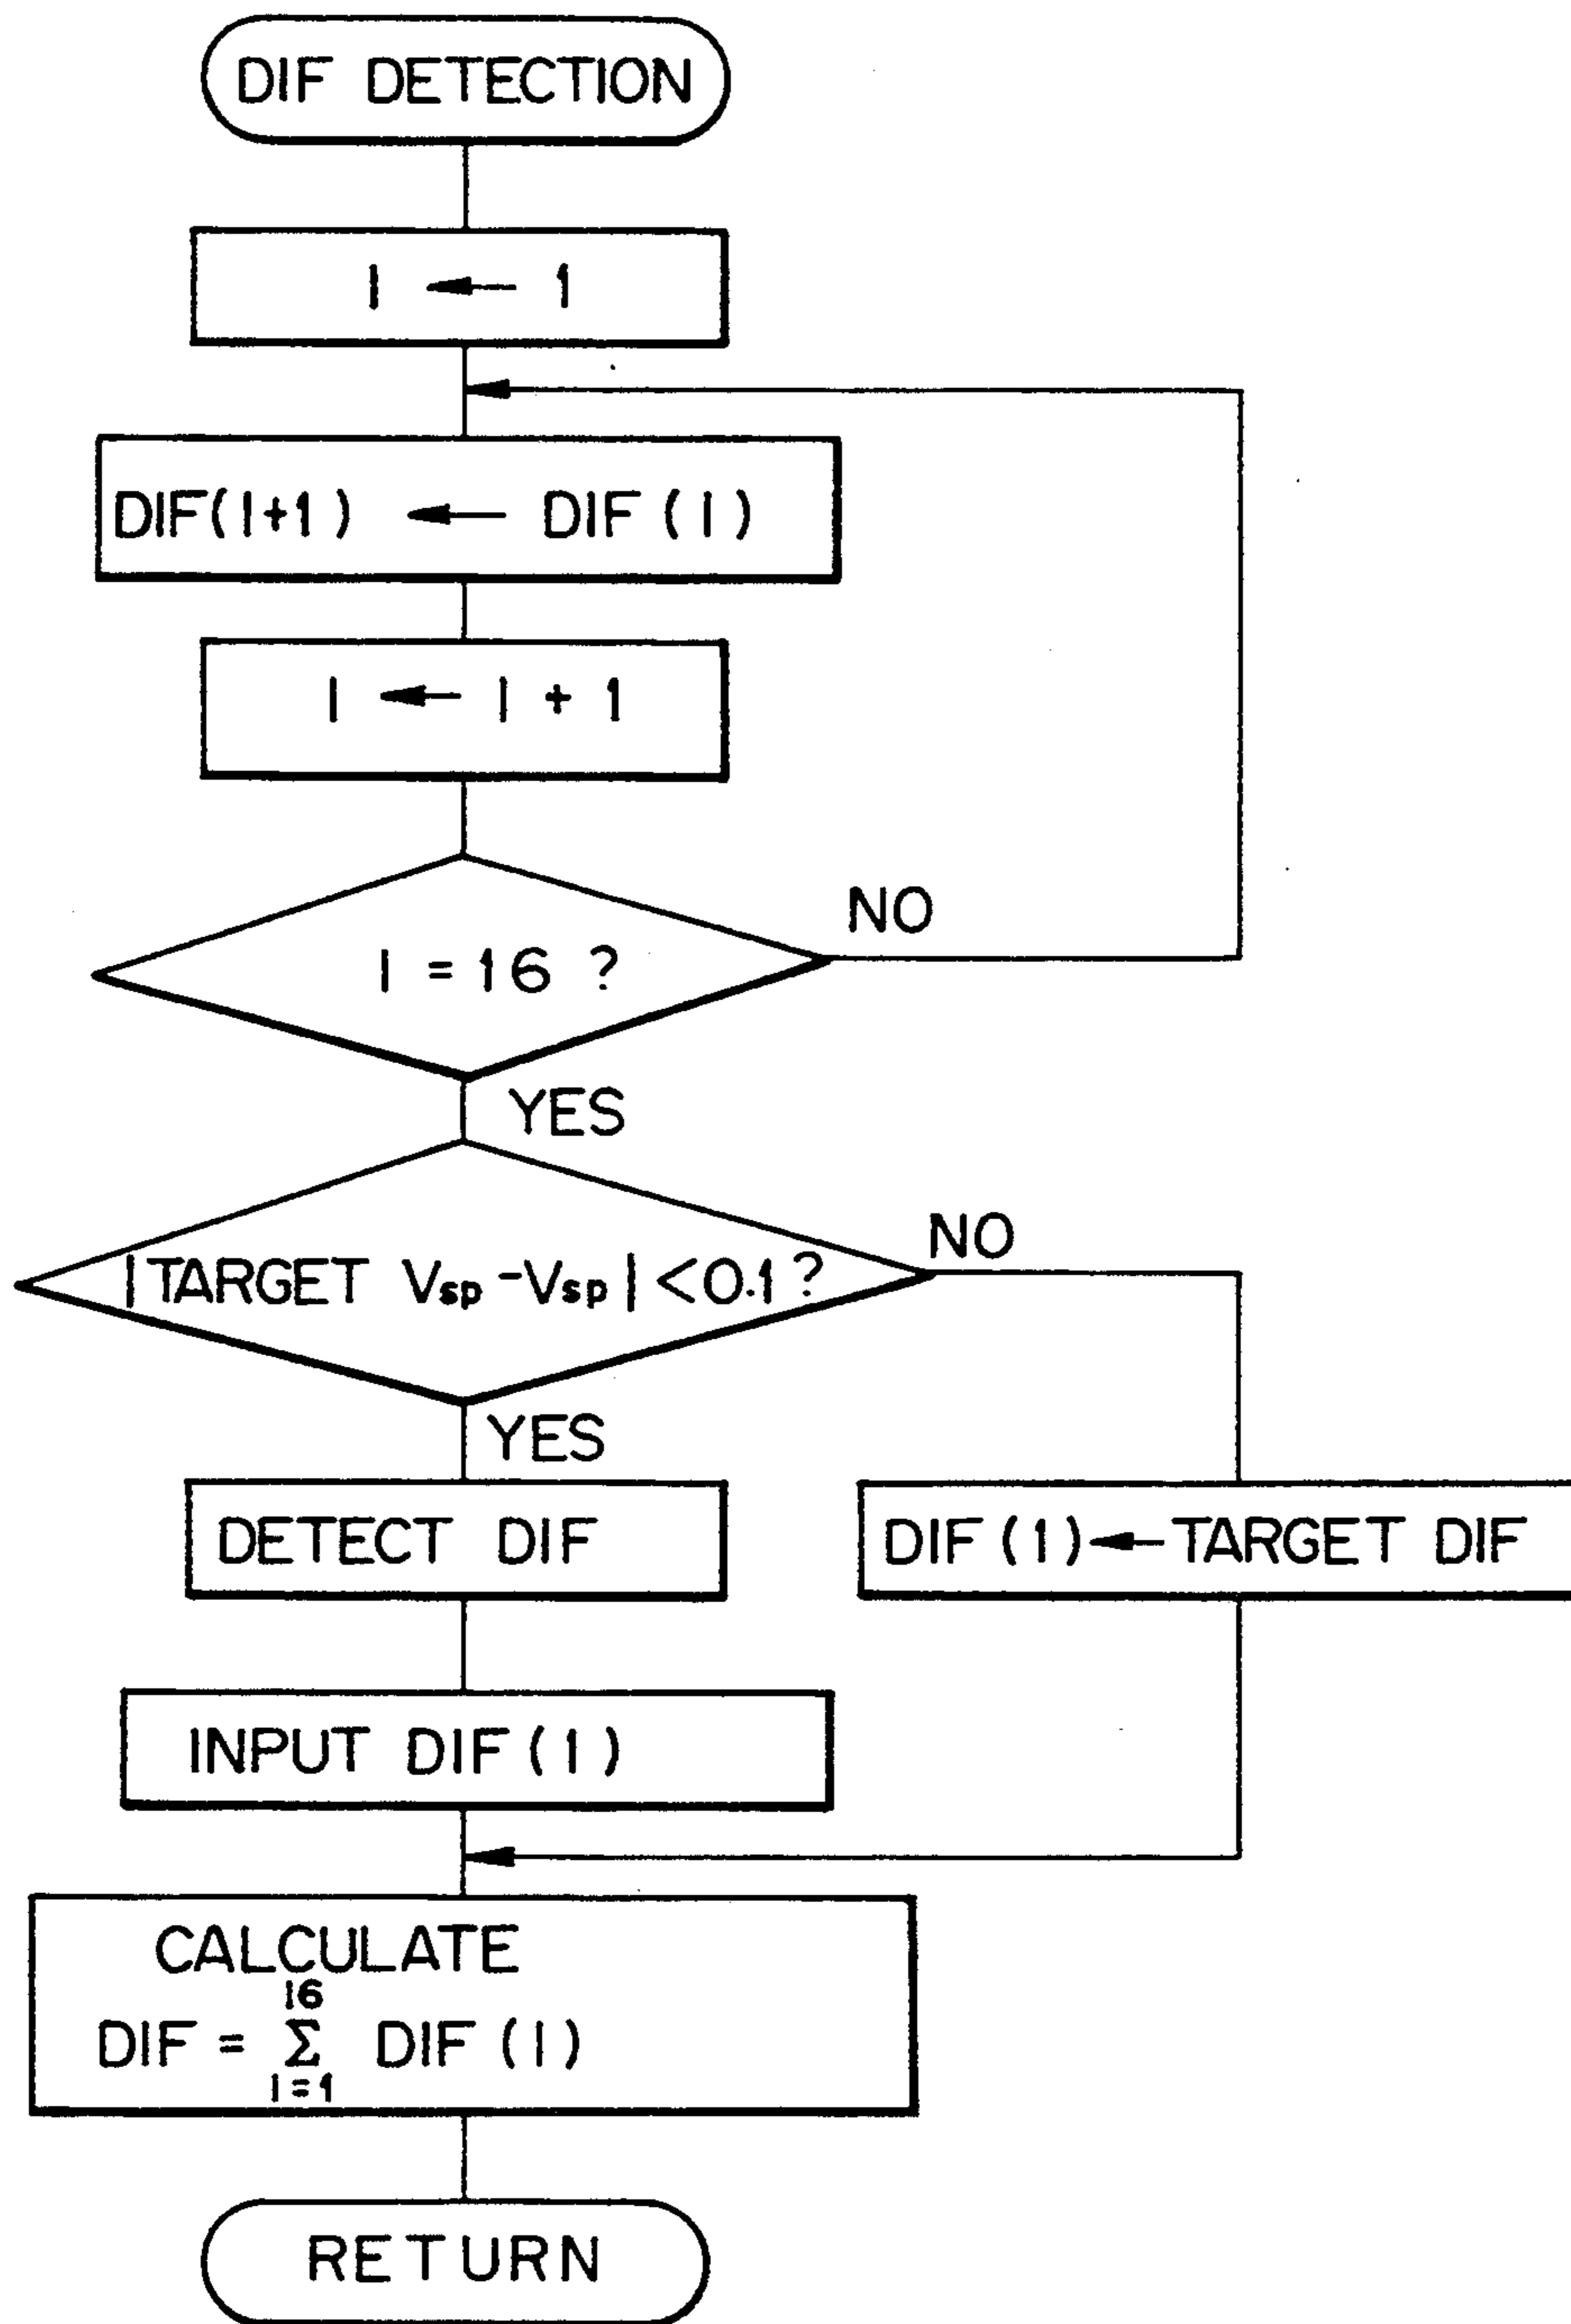 DIF DETECTION
I ← 1
DIF(I+1) ← DIF(I)
I ← I + 1
I = 16 ?
NO
YES
|TARGET Vsp - Vsp| < 0.1 ?
NO
YES
DETECT DIF
DIF(1) ← TARGET DIF
INPUT DIF(1)
CALCULATE
16
DIF = Σ DIF(I)
I=1
RETURN